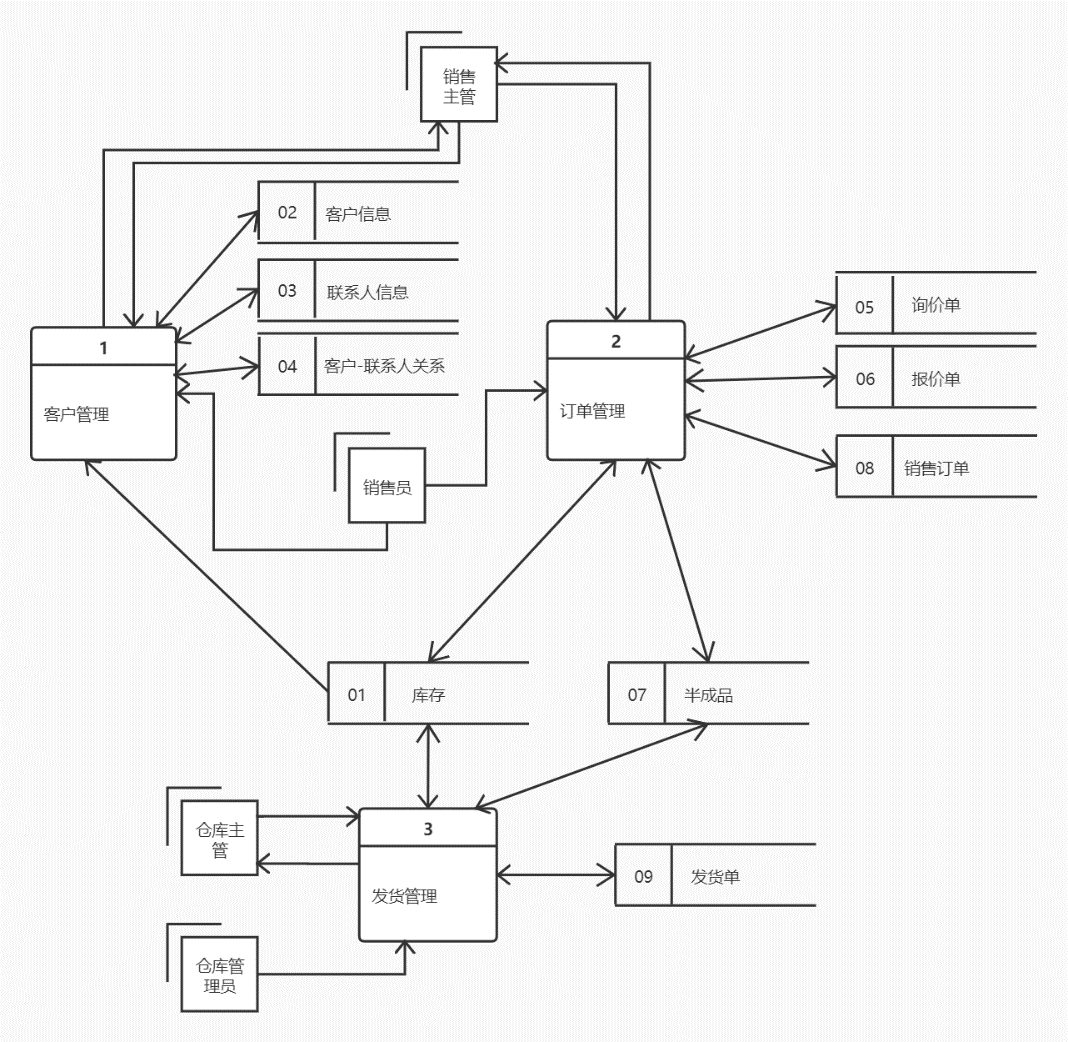 销售
主管
02 客户信息
03 联系人信息
04 客户-联系人关系
1
客户管理
2
订单管理
05 询价单
06 报价单
08 销售订单
销售员
01 库存
07 半成品
仓库主
管
3
发货管理
09 发货单
仓库管
理员